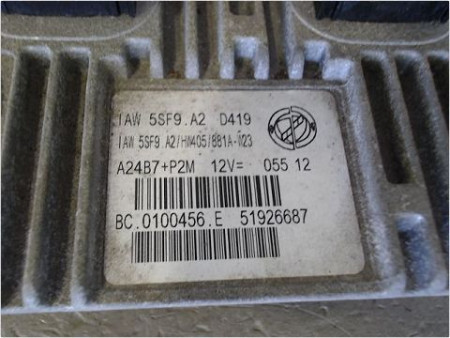 IAW 5SF9.A2 D419
IAW 5SF9 A2/HW405/881A-023
A24B7+P2M 12V= 055 12
BC.0100456.E 51926687